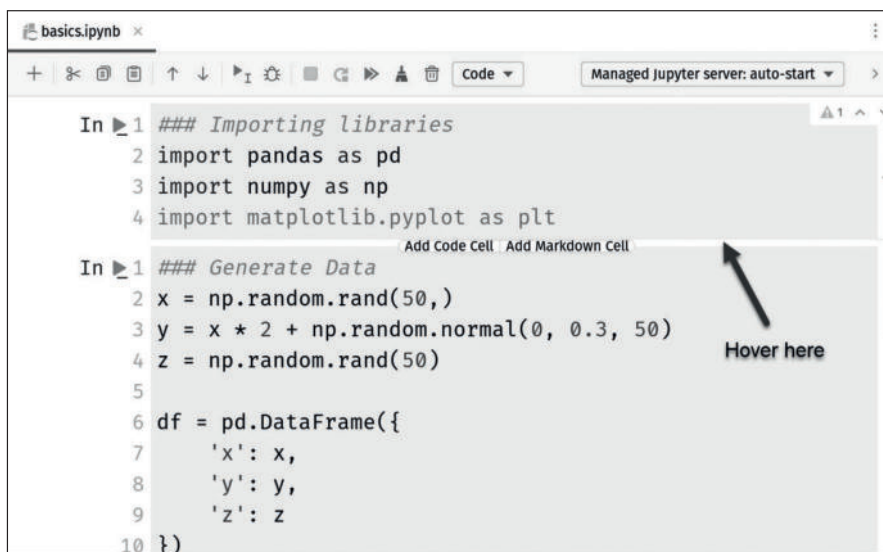 basics.ipynb
Code
Managed Jupyter server: auto-start
1
In 1 ### Importing libraries
2 import pandas as pd
3 import numpy as np
4 import matplotlib.pyplot as plt
Add Code Cell Add Markdown Cell
In 1 ### Generate Data
2 x = np.random.rand(50,)
3 y = x * 2 + np.random.normal(0, 0.3, 50)
Hover here
4 z = np.random.rand(50)
5
6 df = pd.DataFrame({
7     'x': x,
8     'y': y,
9     'z': z
10 })